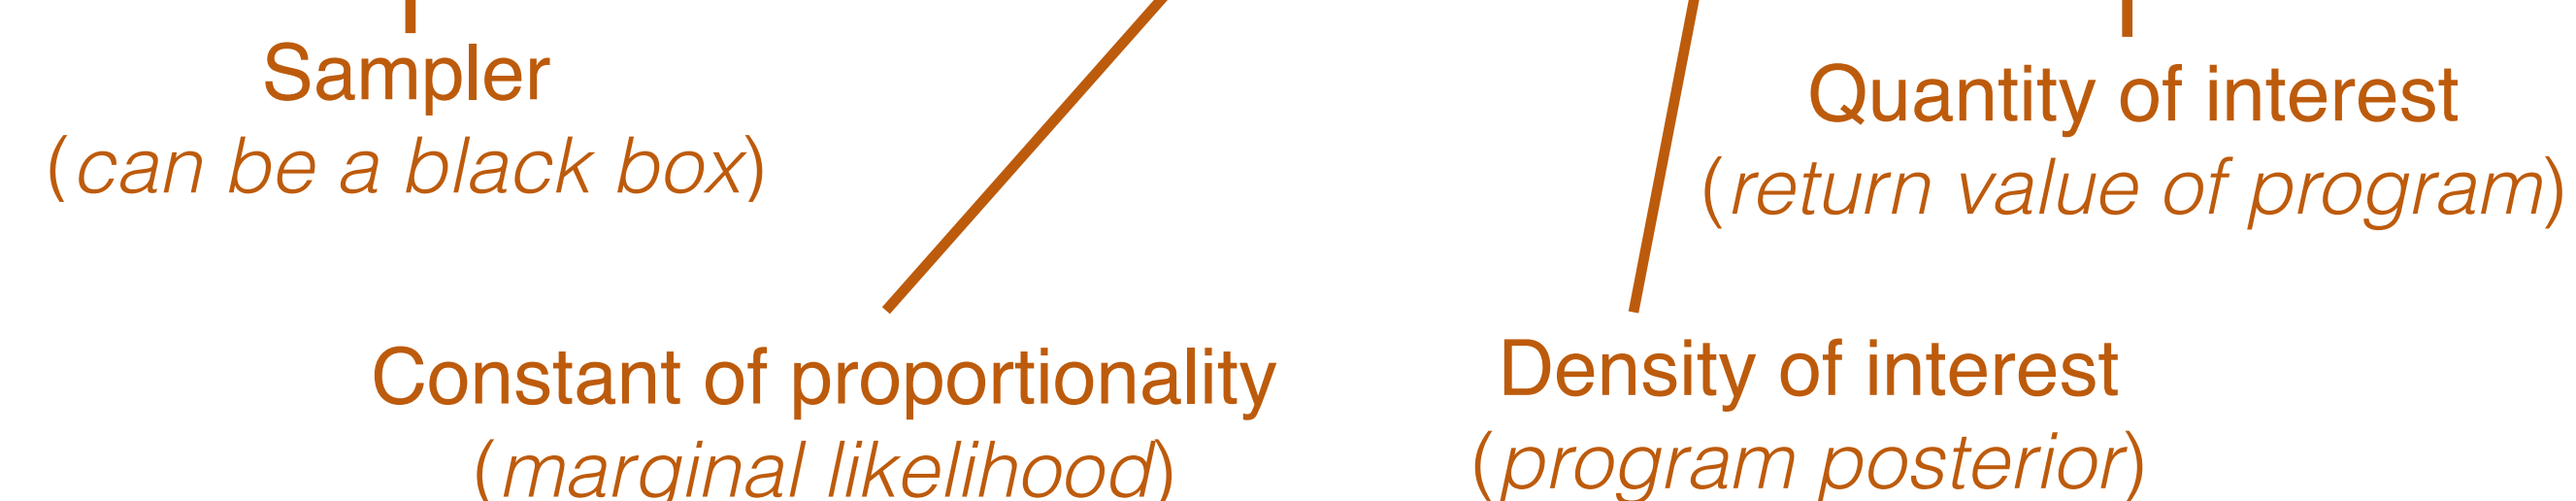 Sampler
(can be a black box)
Quantity of interest
(return value of program)
Constant of proportionality
(marginal likelihood)
Density of interest
(program posterior)